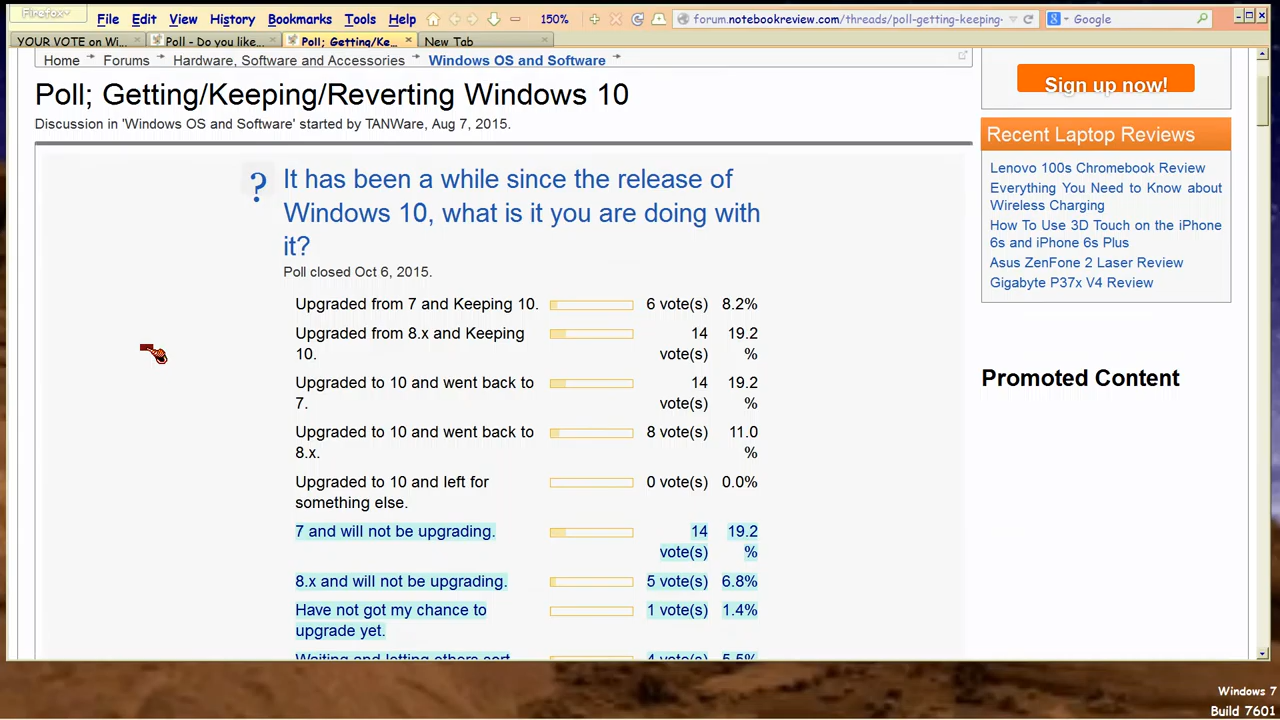 Firefox
File Edit View History Bookmarks Tools Help
150%
forum.notebookreview.com/threads/poll-getting-keeping-
Google
YOUR VOTE on Wi...
Poll - Do you like...
Poll; Getting/Ke...
New Tab
Home Forums Hardware, Software and Accessories Windows OS and Software
Poll; Getting/Keeping/Reverting Windows 10
Discussion in 'Windows OS and Software' started by TANWare, Aug 7, 2015.
? It has been a while since the release of
Windows 10, what is it you are doing with
it?
Poll closed Oct 6, 2015.
Upgraded from 7 and Keeping 10. 6 vote(s) 8.2%
Upgraded from 8.x and Keeping 14 19.2
10. vote(s) %
Upgraded to 10 and went back to 14 19.2
7. vote(s) %
Upgraded to 10 and went back to 8 vote(s) 11.0
8.x. %
Upgraded to 10 and left for 0 vote(s) 0.0%
something else.
7 and will not be upgrading. 14 19.2
vote(s) %
8.x and will not be upgrading. 5 vote(s) 6.8%
Have not got my chance to 1 vote(s) 1.4%
upgrade yet.
Waiting and letting others sort 4 vote(s) 5.5%
Sign up now!
Recent Laptop Reviews
Lenovo 100s Chromebook Review
Everything You Need to Know about
Wireless Charging
How To Use 3D Touch on the iPhone
6s and iPhone 6s Plus
Asus ZenFone 2 Laser Review
Gigabyte P37x V4 Review
Promoted Content
Windows 7
Build 7601